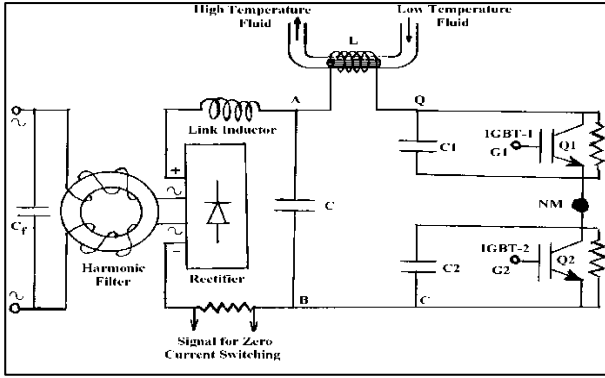 High Temperature
Fluid
Low Temperature
Fluid
L
A
Q
Link Inductor
C1
IGBT-1
G1
Q1
NM
+
C
Cf
Harmonic
Filter
-
Rectifier
C2
IGBT-2
G2
Q2
B
C
Signal for Zero
Current Switching